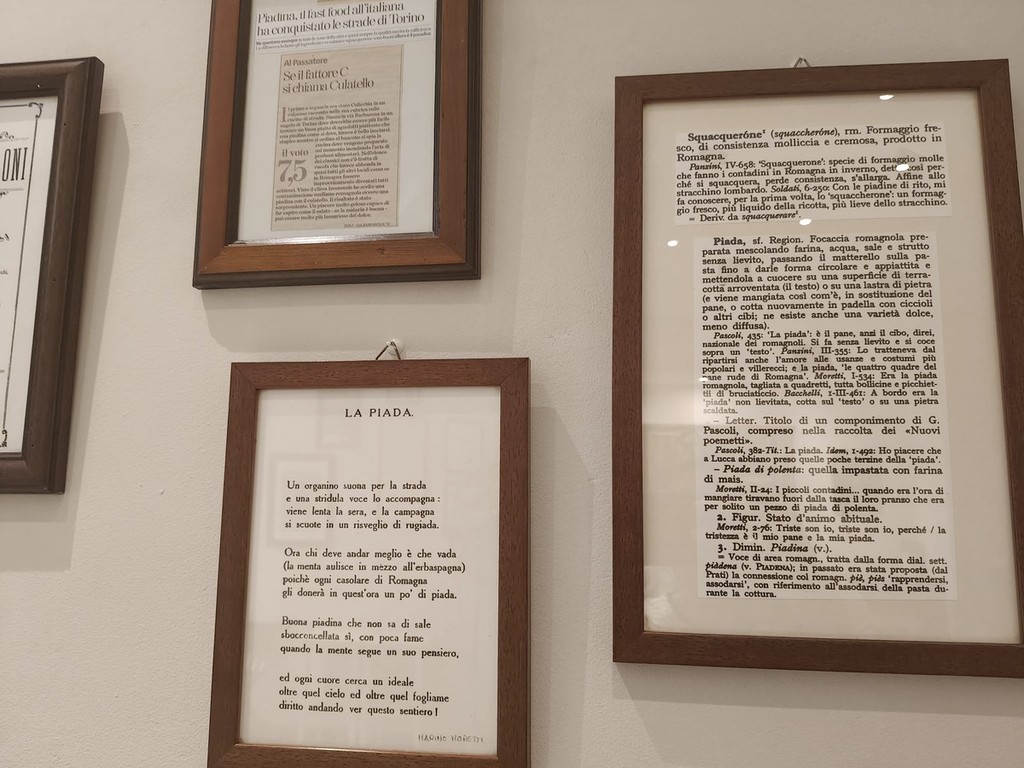 ONI
Piadina, il fast food all'italiana
ha conquistato le strade di Torino
Al Passatore
Se il fattore C
si chiama Culatello
il voto
7,5
LA PIADA.
Un organino suona per la strada
e una stridula voce lo accompagna :
viene lenta la sera, e la campagna
si scuote in un risveglio di rugiada.
Ora chi deve andar meglio è che vada
(la menta aulisce in mezzo all'erbaspagna)
poichè ogni casolare di Romagna
gli donerà in quest'ora un po' di piada.
Buona piadina che non sa di sale
sbocconcellata sì, con poca fame
quando la mente segue un suo pensiero,
ed ogni cuore cerca un ideale
oltre quel cielo ed oltre quel fogliame
diritto andando ver questo sentiero !
MARINO MORETTI
Squacqueróne¹ (squaccheróne), rm. Formaggio fre-
sco, di consistenza molliccia e cremosa, prodotto in
Romagna.
Panzini, IV-658: 'Squacquerone': specie di formaggio molle
che fanno i contadini in Romagna in inverno, detto così per-
ché si squacquera, perde consistenza, s'allarga. Affine allo
stracchino lombardo. Soldati, 6-250: Con le piadine di rito, mi
fa conoscere, per la prima volta, lo 'squaccherone': un formag-
gio fresco, più liquido della ricotta, più lieve dello stracchino.
= Deriv. da squacquerare¹.
Piada, sf. Region. Focaccia romagnola pre-
parata mescolando farina, acqua, sale e strutto
senza lievito, passando il matterello sulla pa-
sta fino a darle forma circolare e appiattita e
mettendola a cuocere su una superficie di terra-
cotta arroventata (il testo) o su una lastra di pietra
(e viene mangiata così com'è, in sostituzione del
pane, o cotta nuovamente in padella con ciccioli
o altri cibi; ne esiste anche una varietà dolce,
meno diffusa).
Pascoli, 435: 'La piada': è il pane, anzi il cibo, direi,
nazionale dei romagnoli. Si fa senza lievito e si coce
sopra un 'testo'. Panzini, III-355: Lo tratteneva dal
ripartirsi anche l'amore alle usanze e costumi più
popolari e villerecci; e la piada, 'le quattro quadre del
pane rude di Romagna'. Moretti, I-534: Era la piada
romagnola, tagliata a quadretti, tutta bollicine e picchiet-
tii di bruciaticcio. Bacchelli, 1-III-461: A bordo era la
'piada' non lievitata, cotta sul 'testo' o su una pietra
scaldata.
– Letter. Titolo di un componimento di G.
Pascoli, compreso nella raccolta dei «Nuovi
poemetti».
Pascoli, 382-Tit.: La piada. Idem, 1-492: Ho piacere che
a Lucca abbiano preso quelle poche terzine della 'piada'.
– Piada di polenta: quella impastata con farina
di mais.
Moretti, II-24: I piccoli contadini... quando era l'ora di
mangiare tiravano fuori dalla tasca il loro pranzo che era
per solito un pezzo di piada di polenta.
2. Figur. Stato d'animo abituale.
Moretti, 2-76: Triste son io, triste son io, perché / la
tristezza è il mio pane e la mia piada.
3. Dimin. Piadina (v.).
= Voce di area romagn., tratta dalla forma dial. sett.
piàdena (v. PIADENA); in passato era stata proposta (dal
Prati) la connessione col romagn. piè, piès 'rapprendersi,
assodarsi', con riferimento all'assodarsi della pasta du-
rante la cottura.